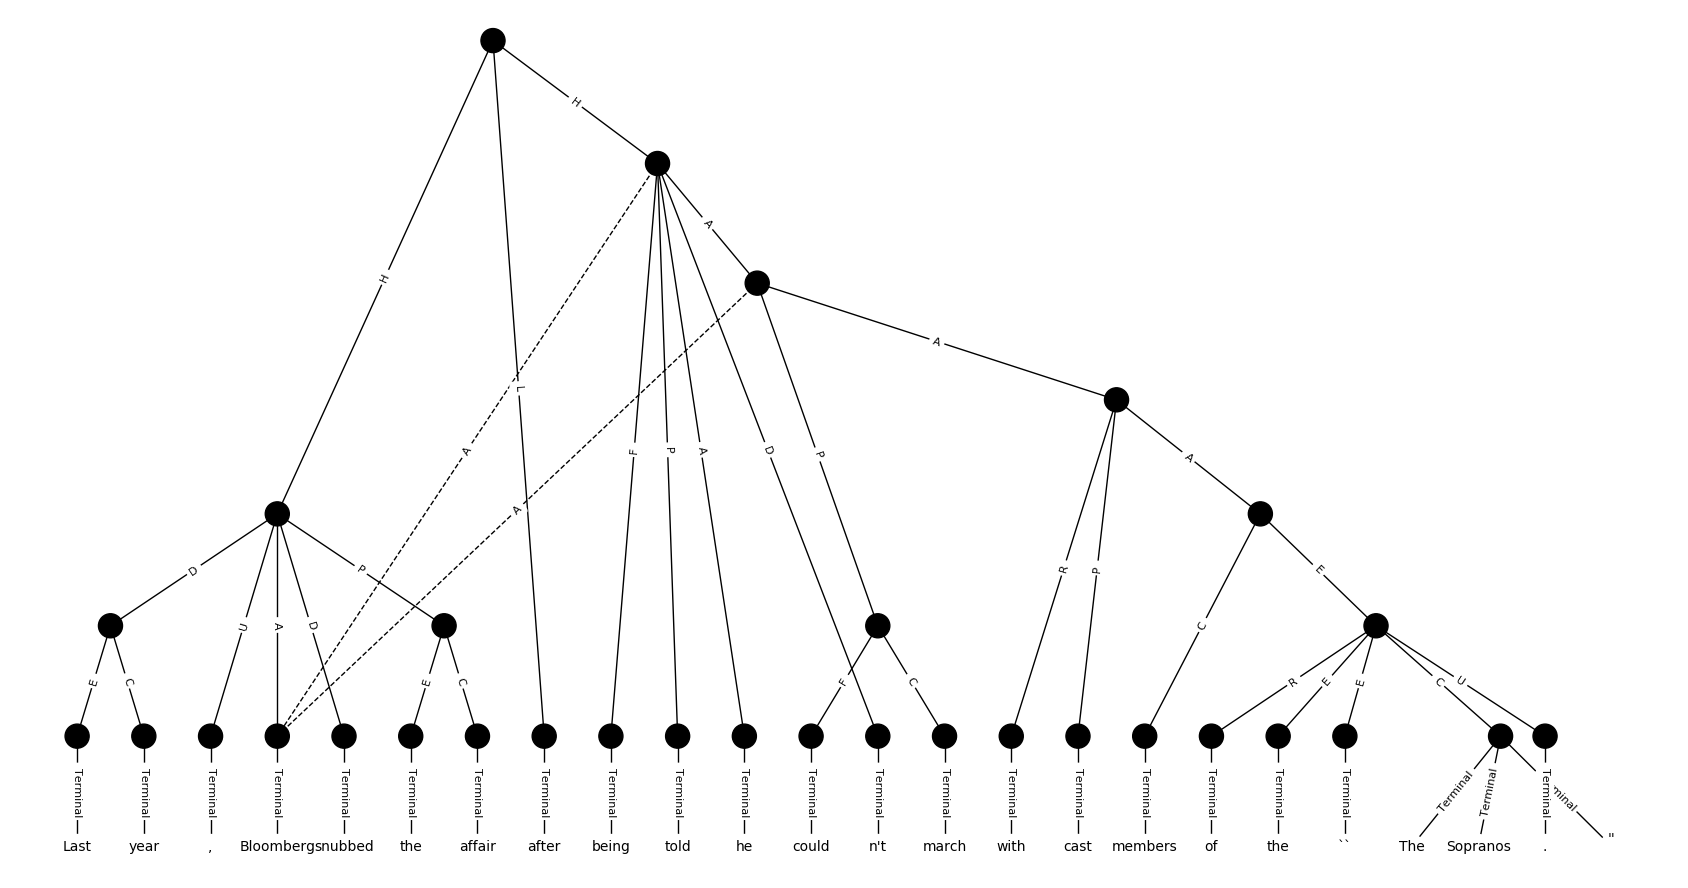 H
H
A
A
L
A
F
P
A
D
P
A
A
D
P
R
P
E
U
A
D
C
E
C
E
C
F
C
R
E
E
C
U
Terminal Terminal Terminal Terminal Terminal Terminal Terminal Terminal Terminal Terminal Terminal Terminal Terminal Terminal Terminal Terminal Terminal Terminal Terminal Terminal Terminal Terminal Terminal minal
Last year , Bloomberg snubbed the affair after being told he could n't march with cast members of the `` The Sopranos . "